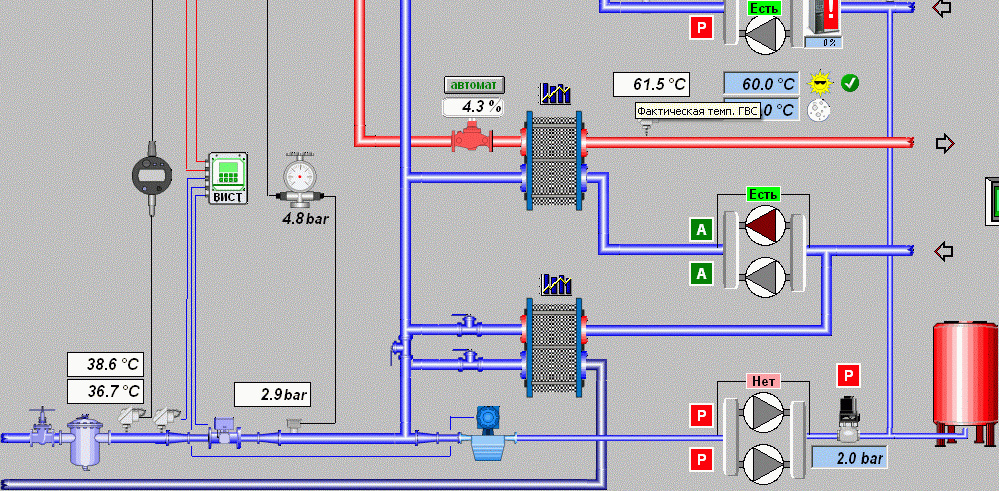 Есть
P
0%
автомат
4.3 %
61.5 °C
60.0 °C
Фактическая темп. ГВС
°C
ВИСТ
4.8 bar
Есть
A
A
38.6 °C
36.7 °C
2.9 bar
Нет
P
P
P
2.0 bar